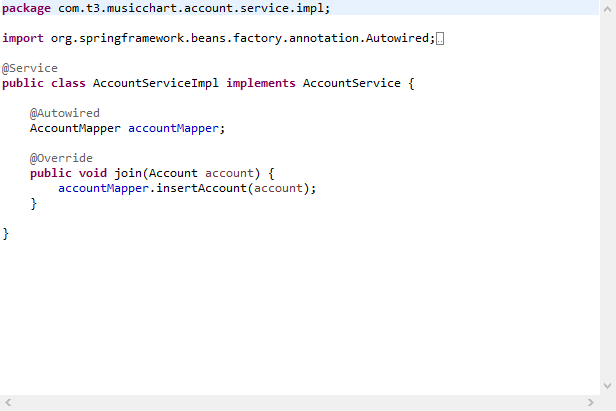 package com.t3.musicchart.account.service.impl;
import org.springframework.beans.factory.annotation.Autowired;
@Service
public class AccountServiceImpl implements AccountService {
@Autowired
AccountMapper accountMapper;
@Override
public void join(Account account) {
accountMapper.insertAccount(account);
}
}